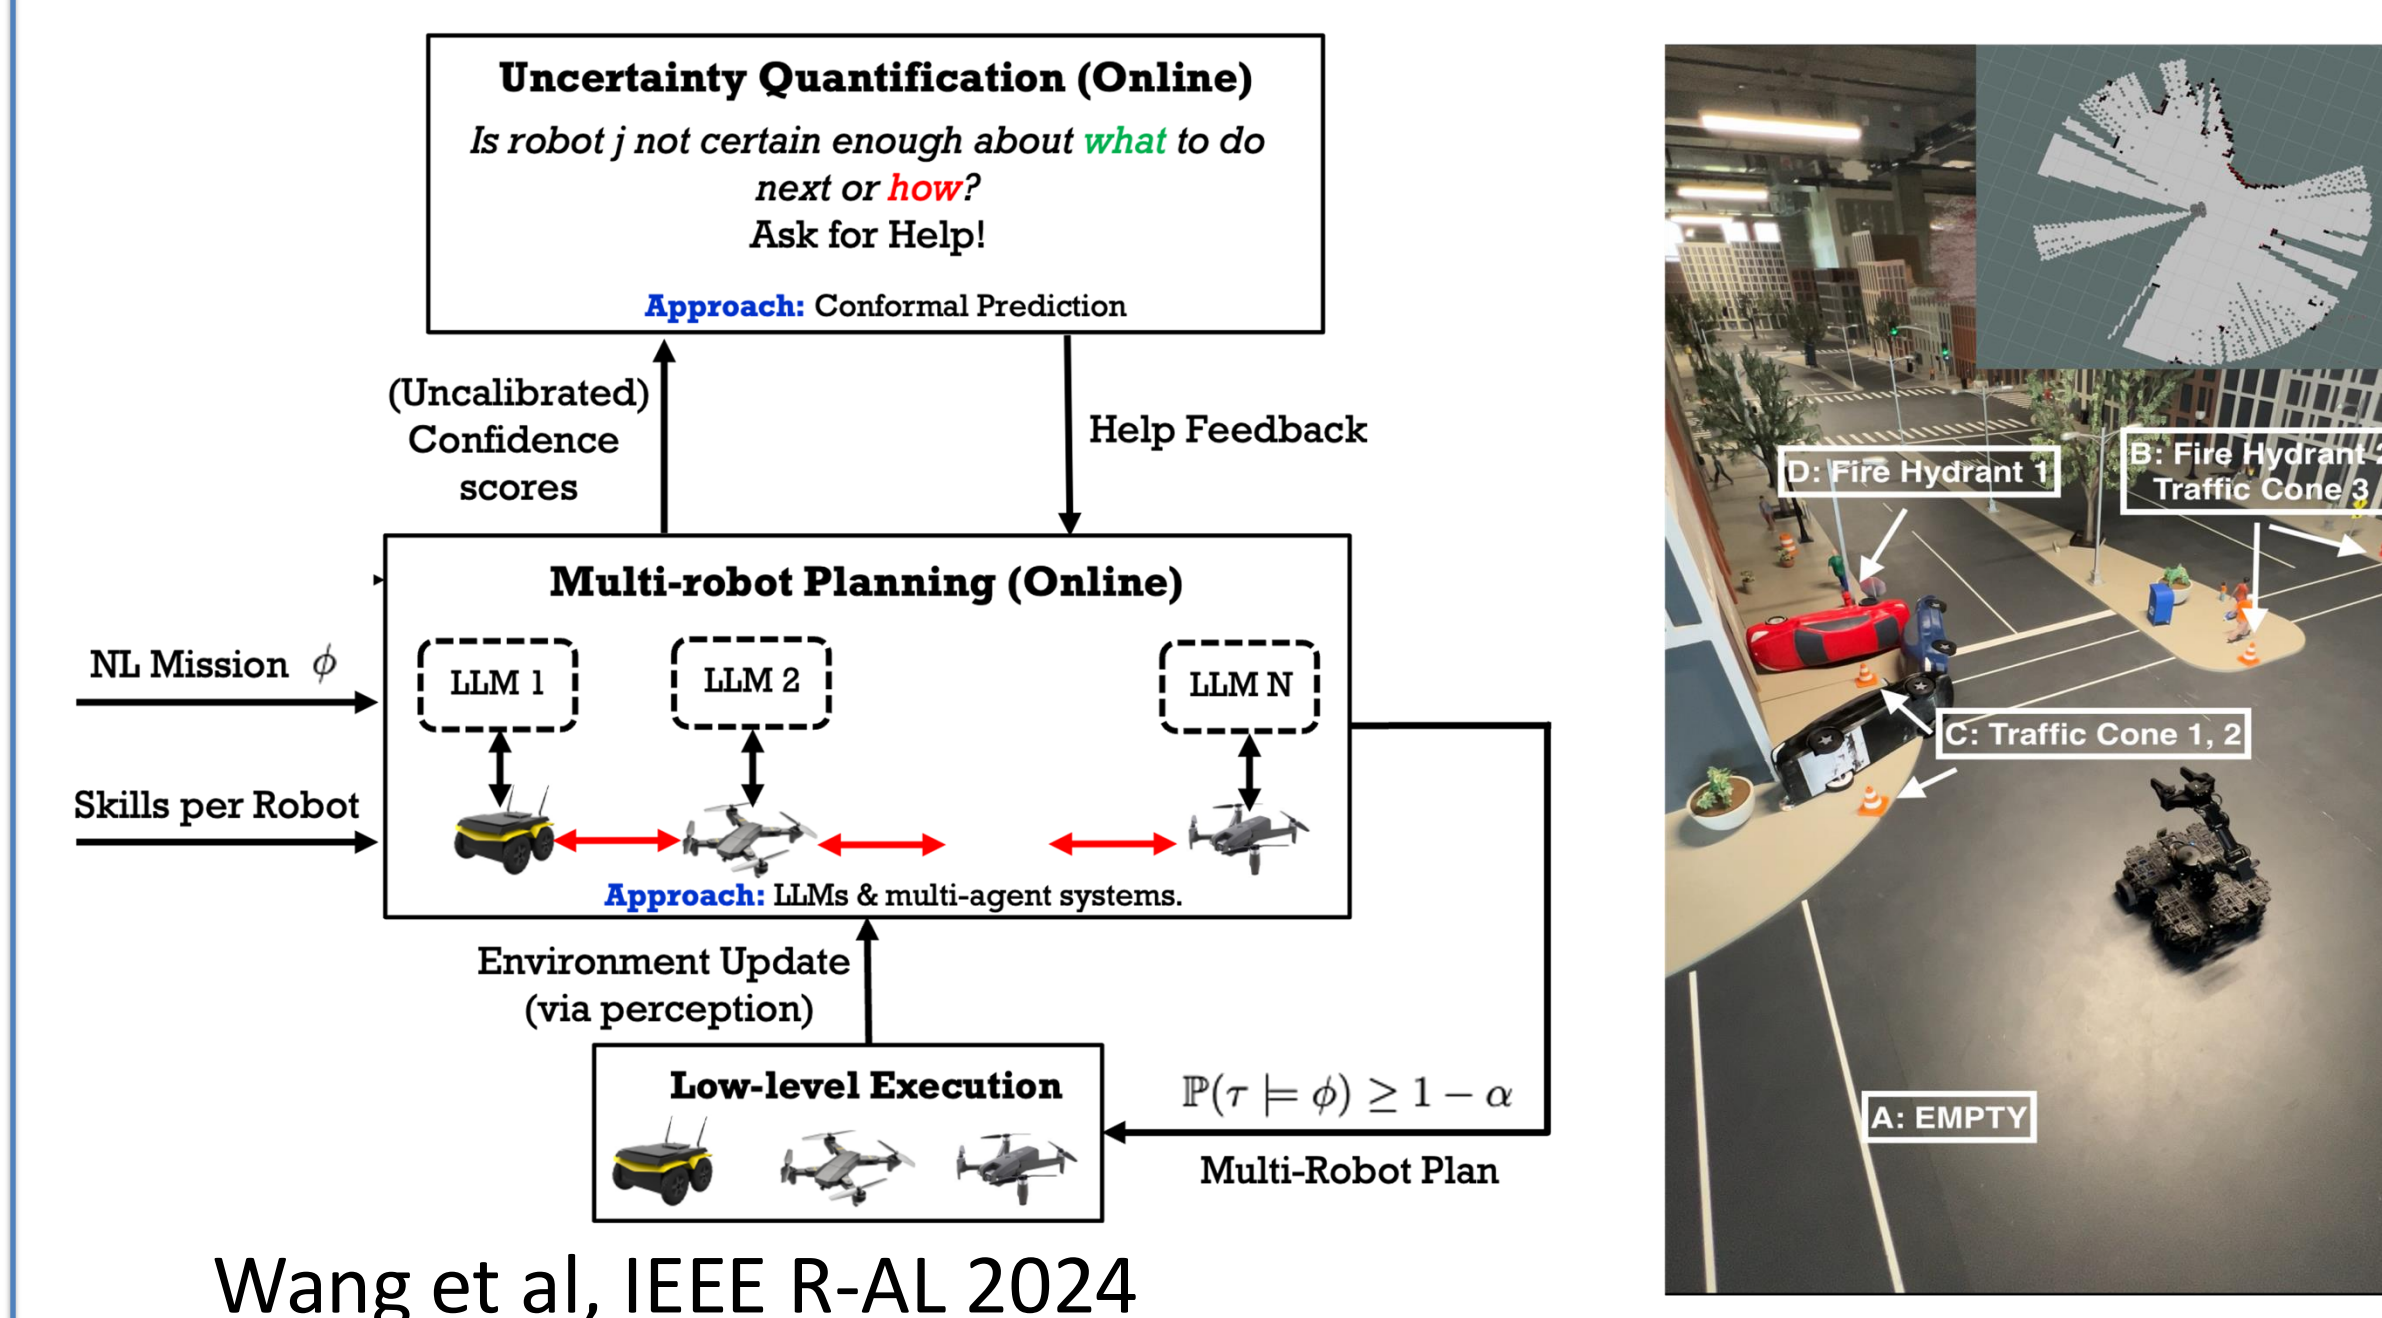 Uncertainty Quantification (Online)
Is robot j not certain enough about what to do
next or how?
Ask for Help!
Approach: Conformal Prediction
(Uncalibrated)
Confidence
scores
Help Feedback
Multi-robot Planning (Online)
NL Mission ϕ
Skills per Robot
LLM 1
LLM 2
LLM N
Approach: LLMs & multi-agent systems.
Environment Update
(via perception)
Low-level Execution
ℙ(τ ⊨ ϕ) ≥ 1 − α
Multi-Robot Plan
Wang et al, IEEE R-AL 2024
D: Fire Hydrant 1
B: Fire Hydrant 2
Traffic Cone 3
C: Traffic Cone 1, 2
A: EMPTY